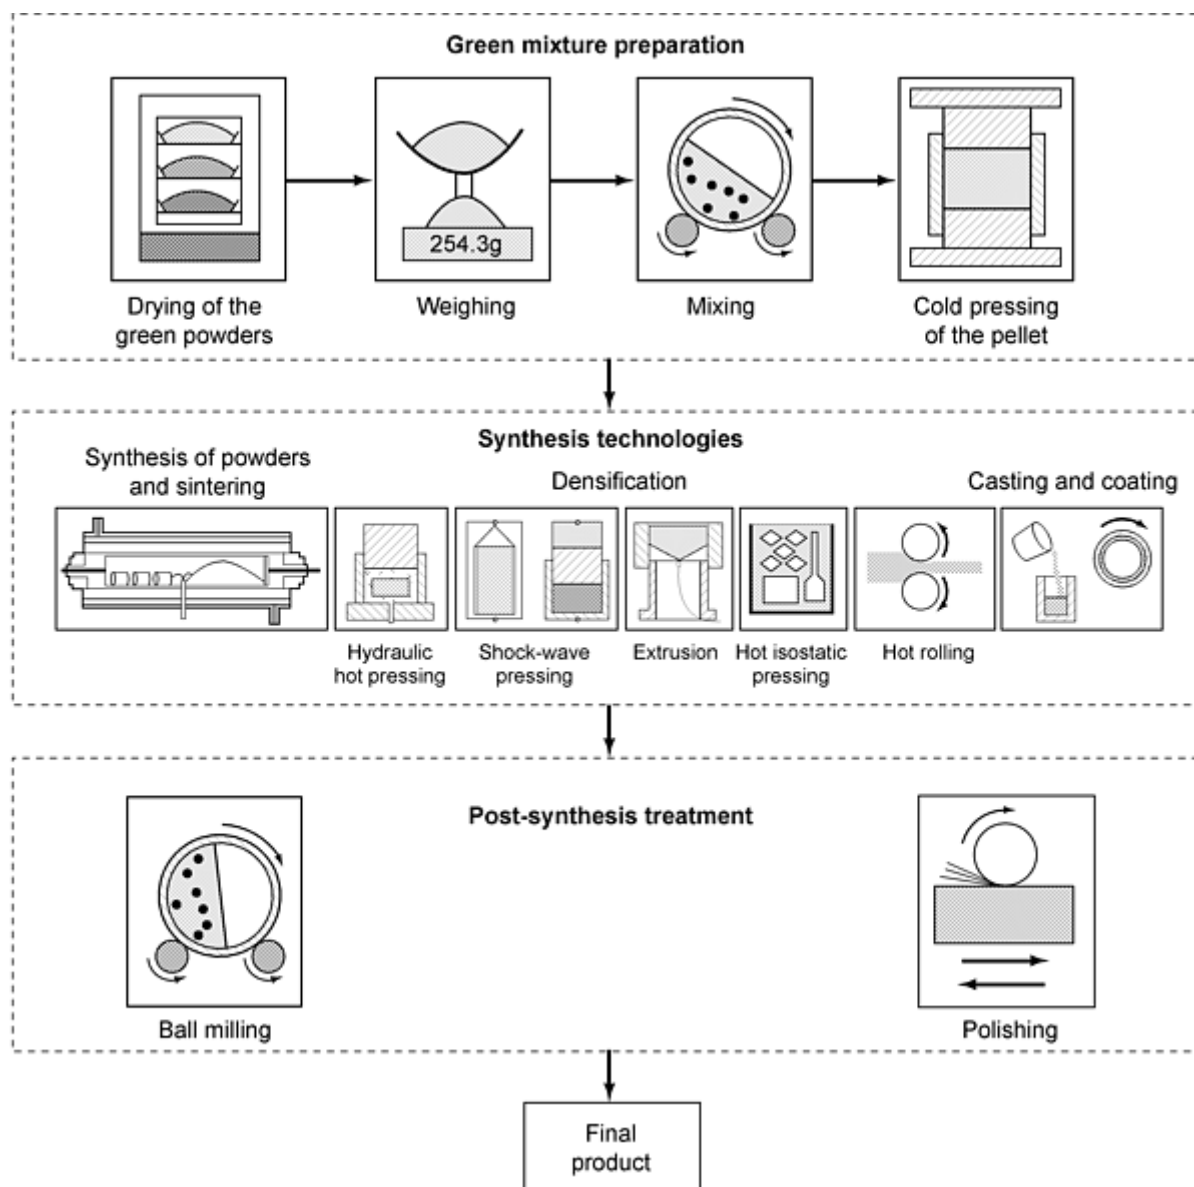 Green mixture preparation
254.3g
Drying of the
green powders
Weighing
Mixing
Cold pressing
of the pellet
Synthesis technologies
Synthesis of powders
and sintering
Densification
Casting and coating
Hydraulic
hot pressing
Shock-wave
pressing
Extrusion
Hot isostatic
pressing
Hot rolling
Post-synthesis treatment
Ball milling
Polishing
Final
product